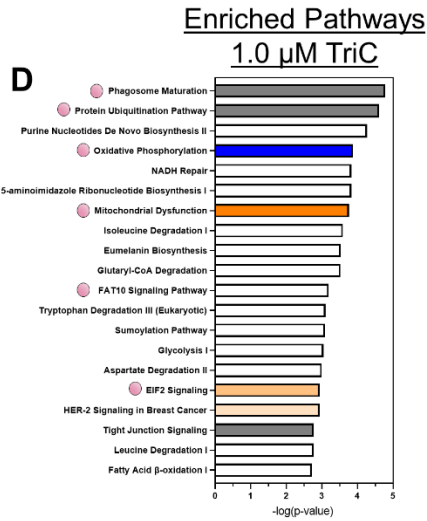 Enriched Pathways
1.0 µM TriC
D
Phagosome Maturation
Protein Ubiquitination Pathway
Purine Nucleotides De Novo Biosynthesis II
Oxidative Phosphorylation
NADH Repair
5-aminoimidazole Ribonucleotide Biosynthesis I
Mitochondrial Dysfunction
Isoleucine Degradation I
Eumelanin Biosynthesis
Glutaryl-CoA Degradation
FAT10 Signaling Pathway
Tryptophan Degradation III (Eukaryotic)
Sumoylation Pathway
Glycolysis I
Aspartate Degradation II
EIF2 Signaling
HER-2 Signaling in Breast Cancer
Tight Junction Signaling
Leucine Degradation I
Fatty Acid β-oxidation I
0 1 2 3 4 5
-log(p-value)